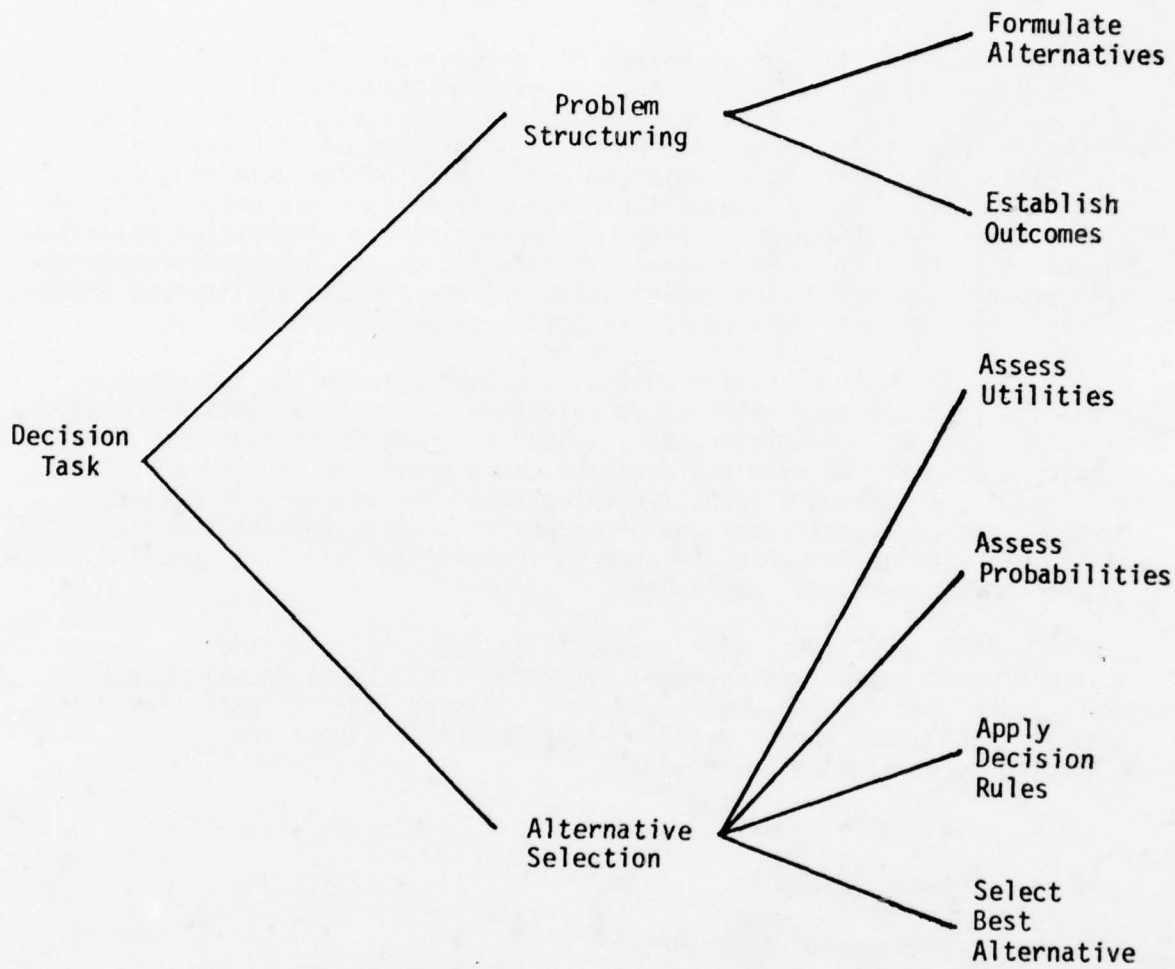 Formulate
Alternatives
Problem
Structuring
Establish
Outcomes
Assess
Utilities
Decision
Task
Assess
Probabilities
Apply
Decision
Rules
Alternative
Selection
Select
Best
Alternative